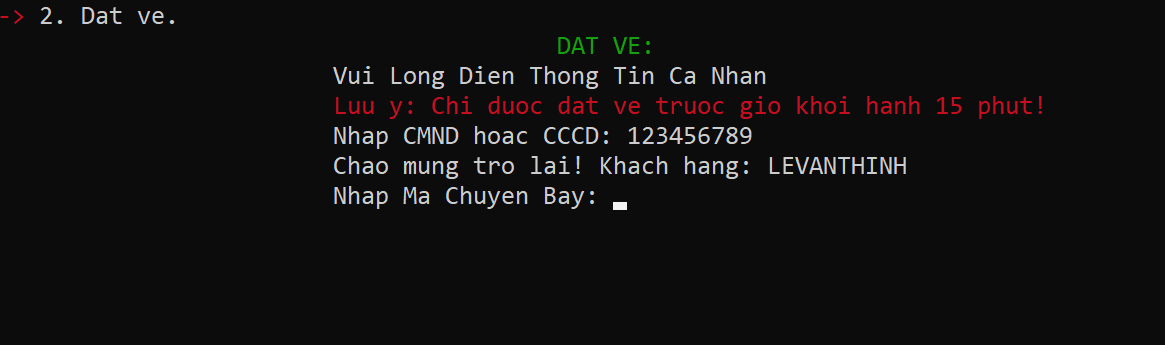 -> 2. Dat ve.
DAT VE:
Vui Long Dien Thong Tin Ca Nhan
Luu y: Chi duoc dat ve truoc gio khoi hanh 15 phut!
Nhap CMND hoac CCCD: 123456789
Chao mung tro lai! Khach hang: LEVANTHINH
Nhap Ma Chuyen Bay: